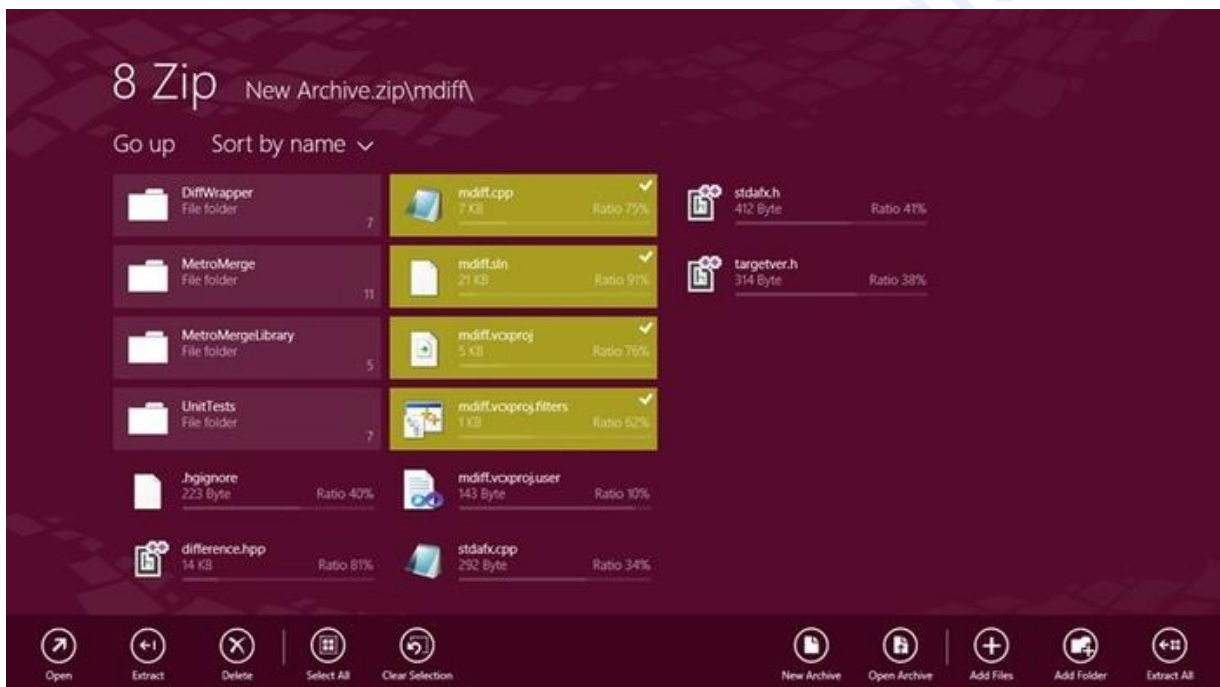 8 Zip New Archive.zip\mdiff\
Go up Sort by name
DiffWrapper
File folder
7
MetroMerge
File folder
11
MetroMergeLibrary
File folder
5
UnitTests
File folder
7
.hgignore
223 Byte Ratio 40%
difference.hpp
14 KB Ratio 81%
mdiff.cpp
7 KB Ratio 75%
mdiff.sln
21 KB Ratio 91%
mdiff.vcxproj
5 KB Ratio 76%
mdiff.vcxproj.filters
1 KB Ratio 62%
mdiff.vcxproj.user
143 Byte Ratio 10%
stdafx.cpp
292 Byte Ratio 34%
stdafx.h
412 Byte Ratio 41%
targetver.h
314 Byte Ratio 38%
Open Extract Delete Select All Clear Selection New Archive Open Archive Add Files Add Folder Extract All